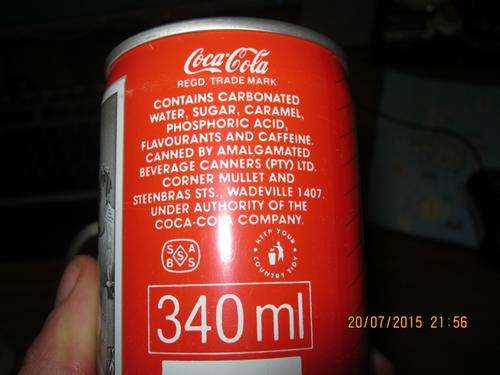 Coca-Cola
REGD. TRADE MARK
CONTAINS CARBONATED
WATER, SUGAR, CARAMEL,
PHOSPHORIC ACID,
FLAVOURANTS AND CAFFEINE.
CANNED BY AMALGAMATED
BEVERAGE CANNERS (PTY) LTD.
CORNER MULLET AND
STEENBRAS STS., WADEVILLE 1407.
UNDER AUTHORITY OF THE
COCA-COLA COMPANY.
S
A
B
S
S
KEEP YOUR
COUNTRY TIDY
340 ml
20/07/2015 21:56